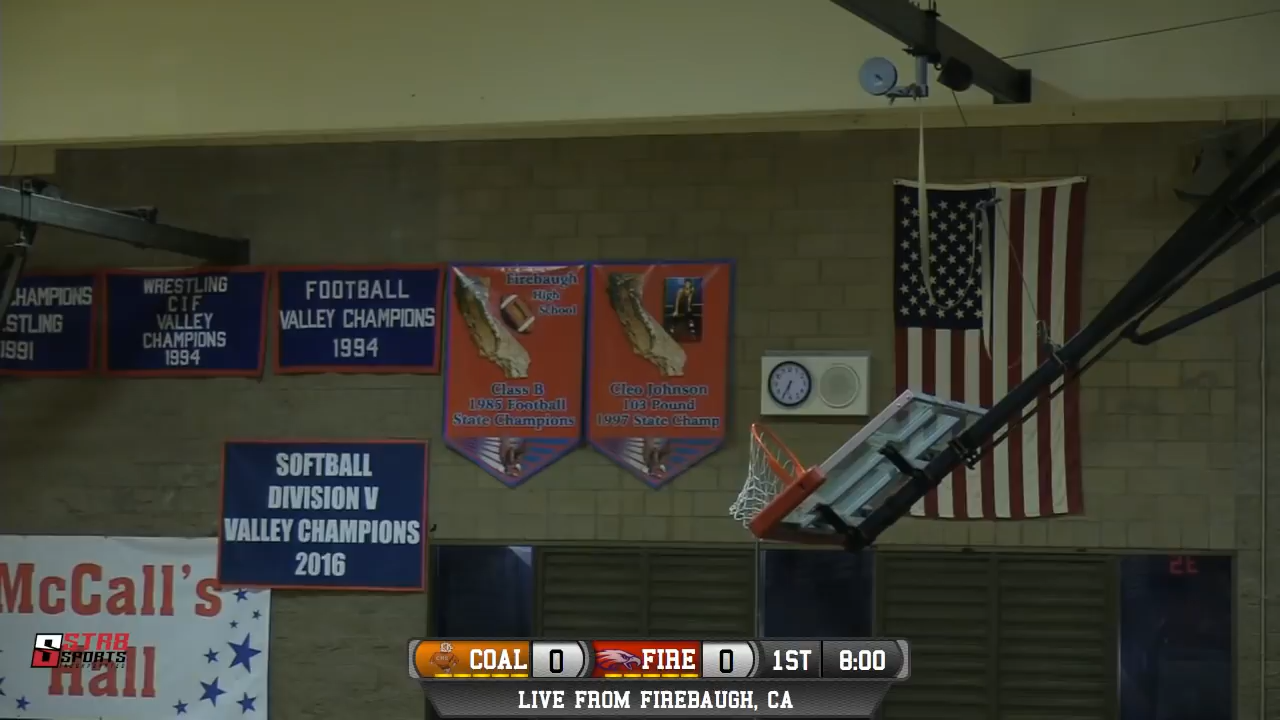 CHAMPIONS
1991
WRESTLING
CIF
VALLEY
CHAMPIONS
1994
FOOTBALL
VALLEY CHAMPIONS
1994
Firebaugh
High
School
Class B
1985 Football
State Champions
Cleo Johnson
103 Pound
1997 State Champ
SOFTBALL
DIVISION V
VALLEY CHAMPIONS
2016
McCall's
Hall
STRB
SPORTS
COAL 0 FIRE 0 1ST 8:00
LIVE FROM FIREBAUGH, CA